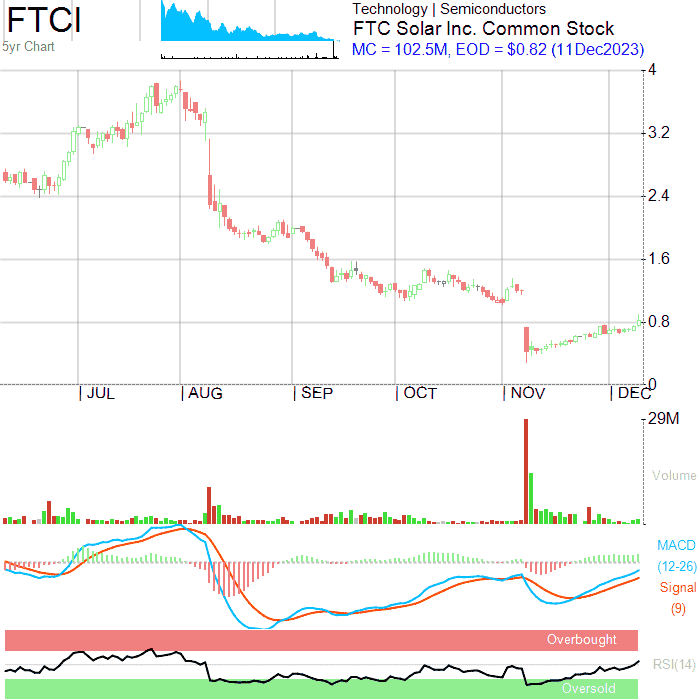 FTCI
5yr Chart
Technology | Semiconductors
FTC Solar Inc. Common Stock
MC = 102.5M, EOD = $0.82 (11Dec2023)
4
3.2
2.4
1.6
0.8
0
| JUL | AUG | SEP | OCT | NOV | DEC
29M
Volume
MACD
(12-26)
Signal
(9)
Overbought
RSI(14)
Oversold